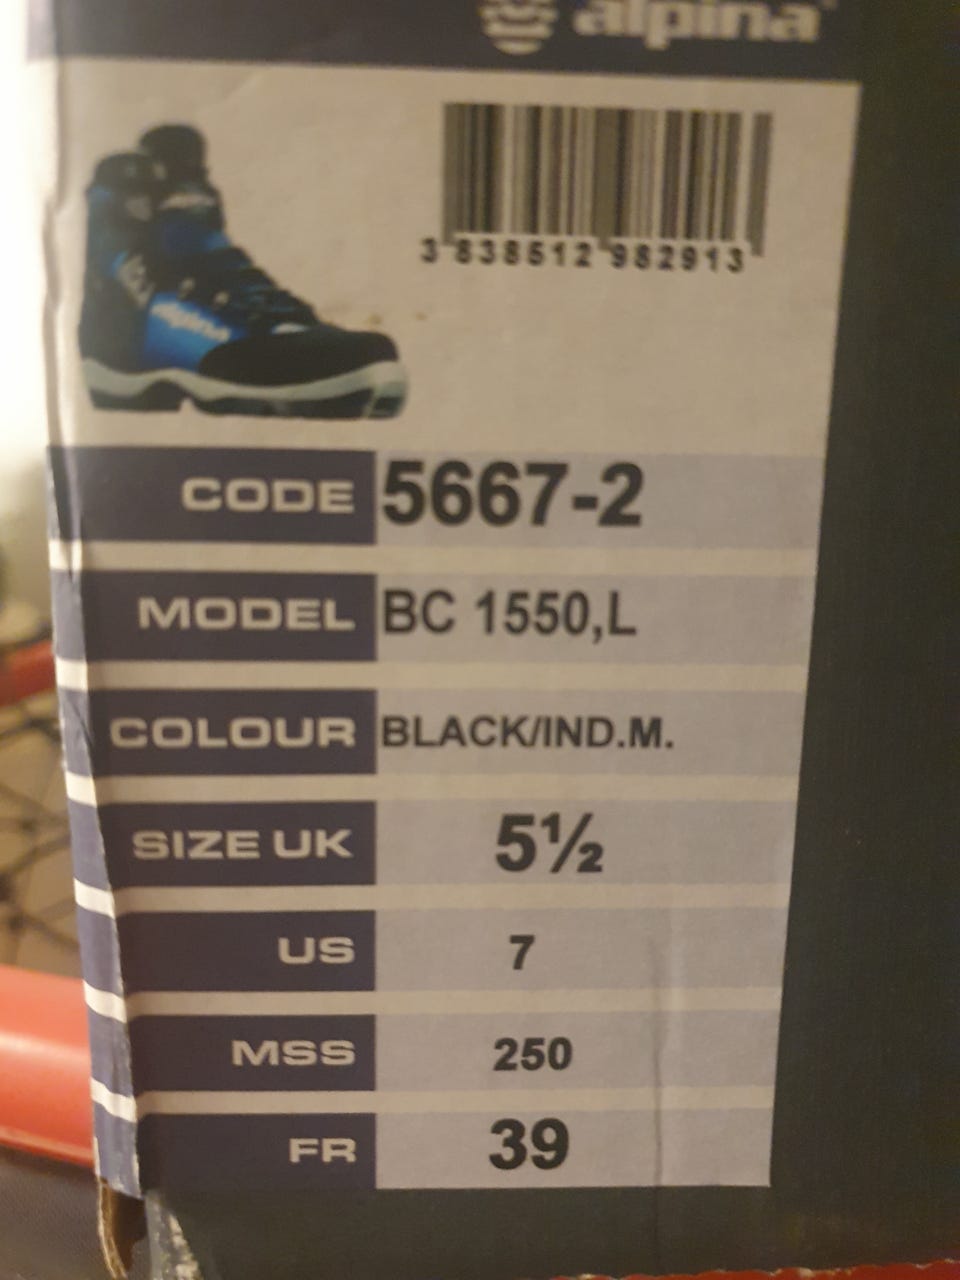 alpina
3 838512 982913
alpina
CODE 5667-2
MODEL BC 1550,L
COLOUR BLACK/IND.M.
SIZE UK 5½
US 7
MSS 250
FR 39